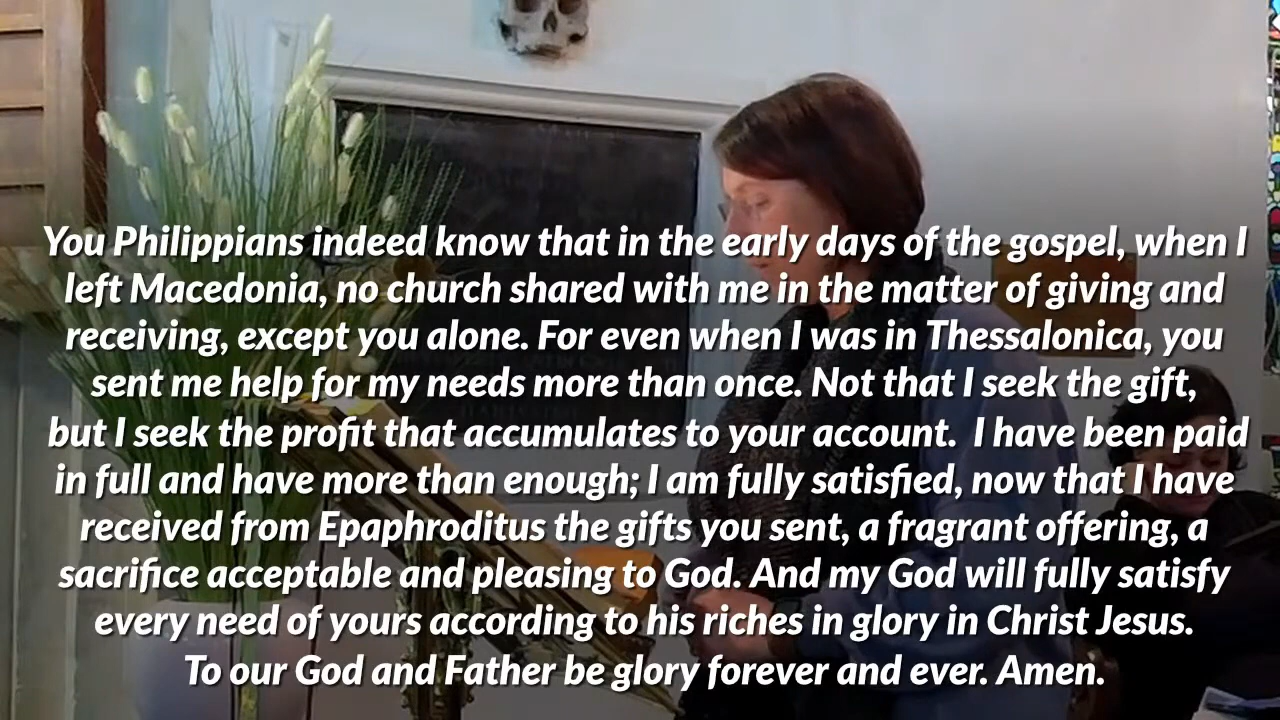 You Philippians indeed know that in the early days of the gospel, when I
left Macedonia, no church shared with me in the matter of giving and
receiving, except you alone. For even when I was in Thessalonica, you
sent me help for my needs more than once. Not that I seek the gift,
but I seek the profit that accumulates to your account.  I have been paid
in full and have more than enough; I am fully satisfied, now that I have
received from Epaphroditus the gifts you sent, a fragrant offering, a
sacrifice acceptable and pleasing to God. And my God will fully satisfy
every need of yours according to his riches in glory in Christ Jesus.
To our God and Father be glory forever and ever. Amen.